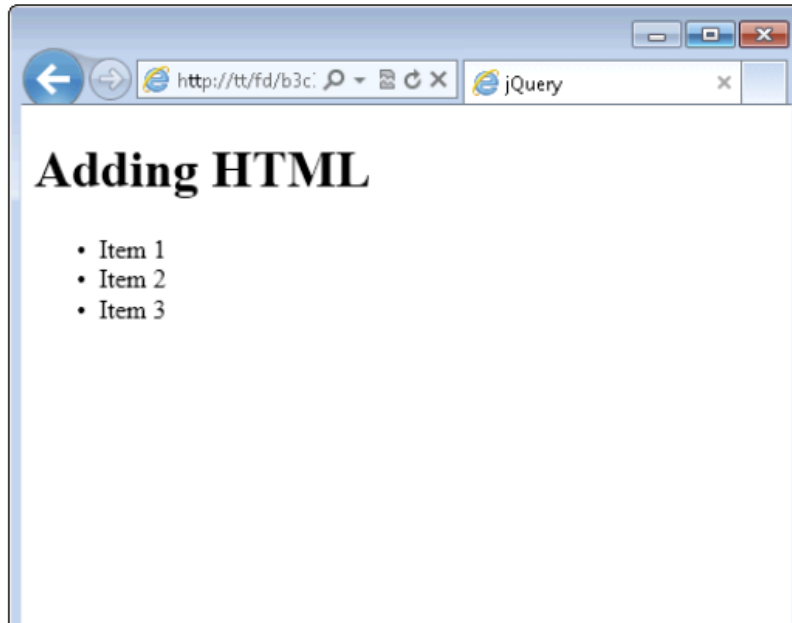 http://tt/fd/b3c
jQuery
Adding HTML
• Item 1
• Item 2
• Item 3